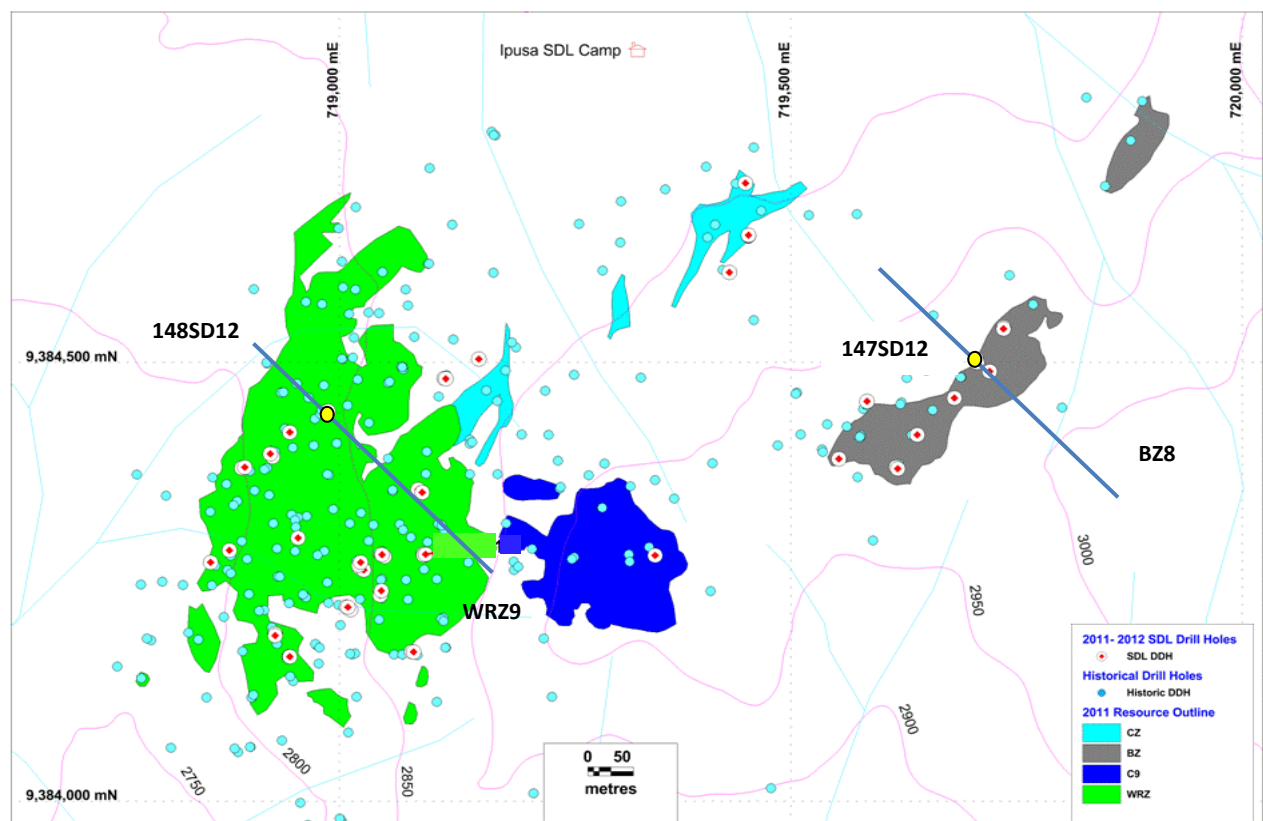 Ipusa SDL Camp
719,000 mE
719,500 mE
720,000 mE
148SD12
147SD12
9,384,500 mN
BZ8
WRZ9
3000
2950
2900
2850
2800
2750
9,384,000 mN
0 50
metres
2011- 2012 SDL Drill Holes
SDL DDH
Historical Drill Holes
Historic DDH
2011 Resource Outline
CZ
BZ
C9
WRZ